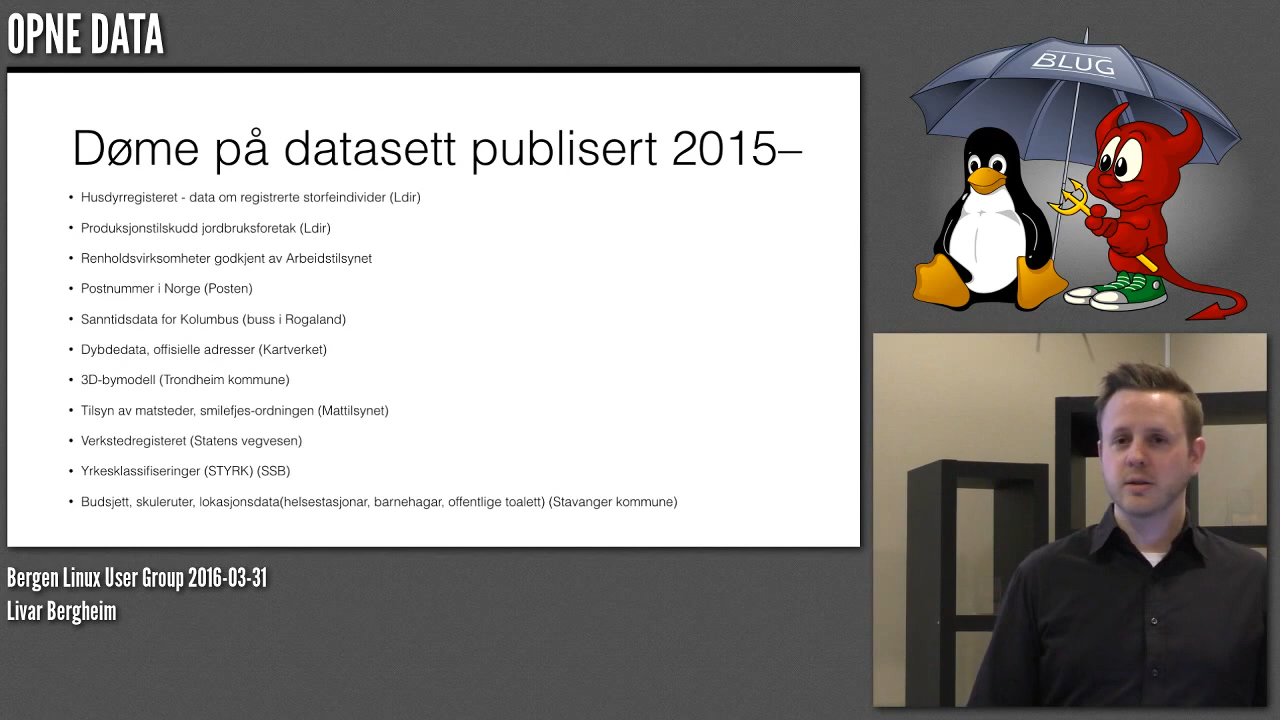 OPNE DATA
BLUG
Døme på datasett publisert 2015–
• Husdyrregisteret - data om registrerte storfeindivider (Ldir)
• Produksjonstilskudd jordbruksforetak (Ldir)
• Renholdsvirksomheter godkjent av Arbeidstilsynet
• Postnummer i Norge (Posten)
• Sanntidsdata for Kolumbus (buss i Rogaland)
• Dybdedata, offisielle adresser (Kartverket)
• 3D-bymodell (Trondheim kommune)
• Tilsyn av matsteder, smilefjes-ordningen (Mattilsynet)
• Verkstedregisteret (Statens vegvesen)
• Yrkesklassifiseringer (STYRK) (SSB)
• Budsjett, skuleruter, lokasjonsdata(helsestasjonar, barnehagar, offentlige toalett) (Stavanger kommune)
Bergen Linux User Group 2016-03-31
Livar Bergheim